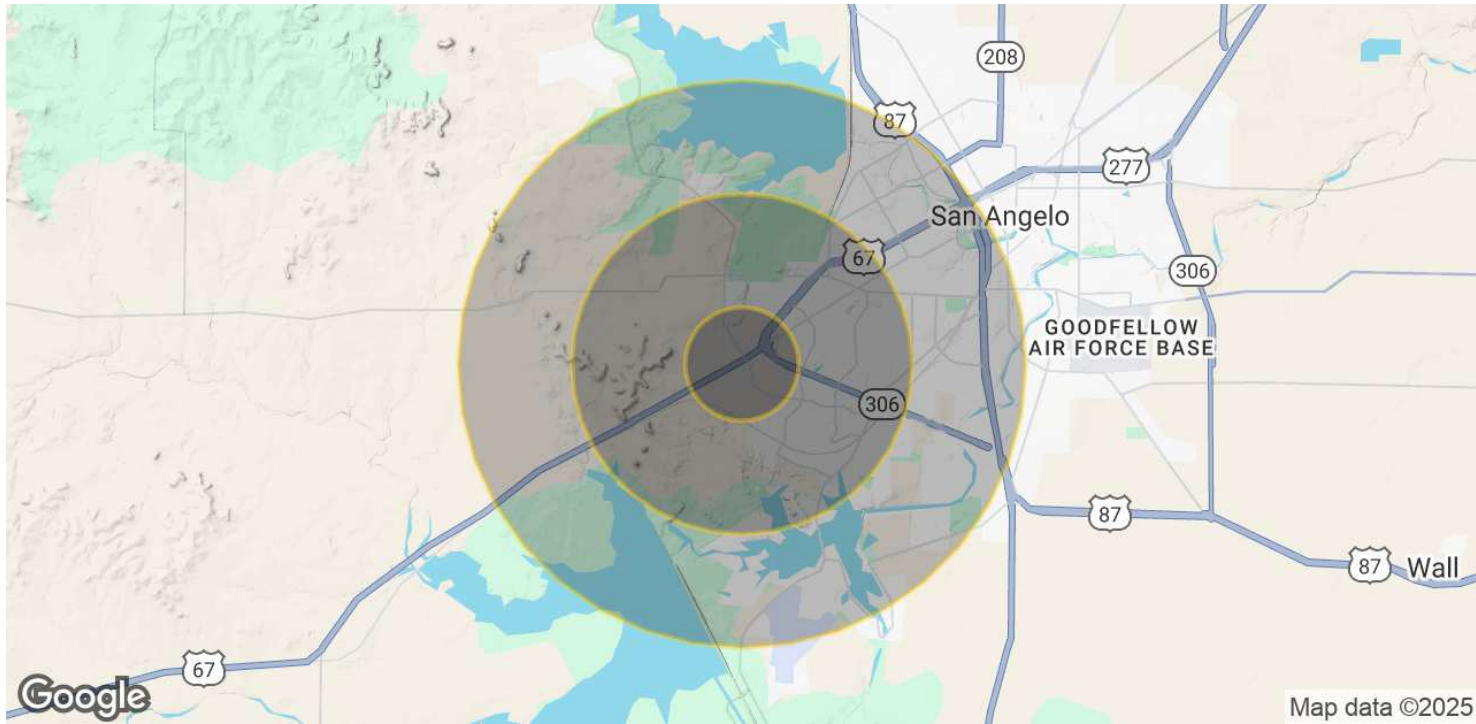 208
87
277
San Angelo
67
306
GOODFELLOW
AIR FORCE BASE
306
87
87
Wall
67
Google
Map data ©2025